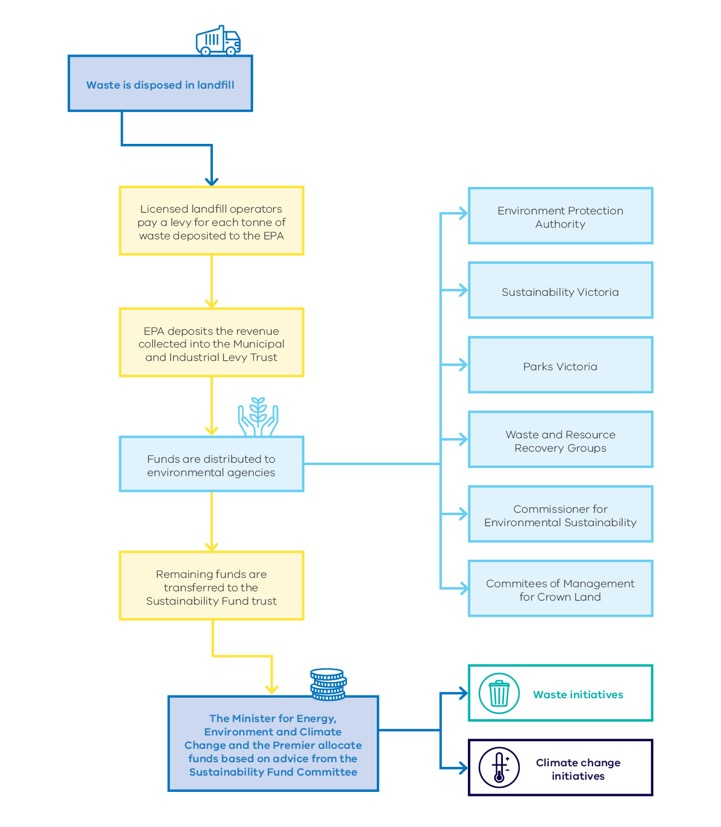 Waste is disposed in landfill
Licensed landfill operators
pay a levy for each tonne of
waste deposited to the EPA
EPA deposits the revenue
collected into the Municipal
and Industrial Levy Trust
Funds are distributed to
environmental agencies
Environment Protection
Authority
Sustainability Victoria
Parks Victoria
Waste and Resource
Recovery Groups
Commissioner for
Environmental Sustainability
Commitees of Management
for Crown Land
Remaining funds are
transferred to the
Sustainability Fund trust
The Minister for Energy,
Environment and Climate
Change and the Premier allocate
funds based on advice from the
Sustainability Fund Committee
Waste initiatives
Climate change
initiatives